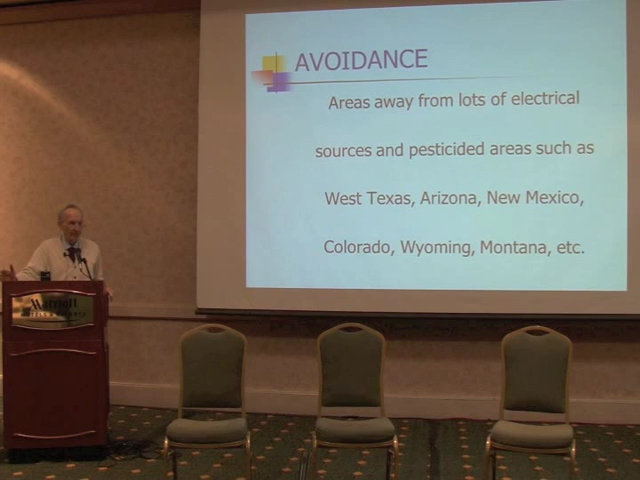 AVOIDANCE
Areas away from lots of electrical
sources and pesticided areas such as
West Texas, Arizona, New Mexico,
Colorado, Wyoming, Montana, etc.
Marriott